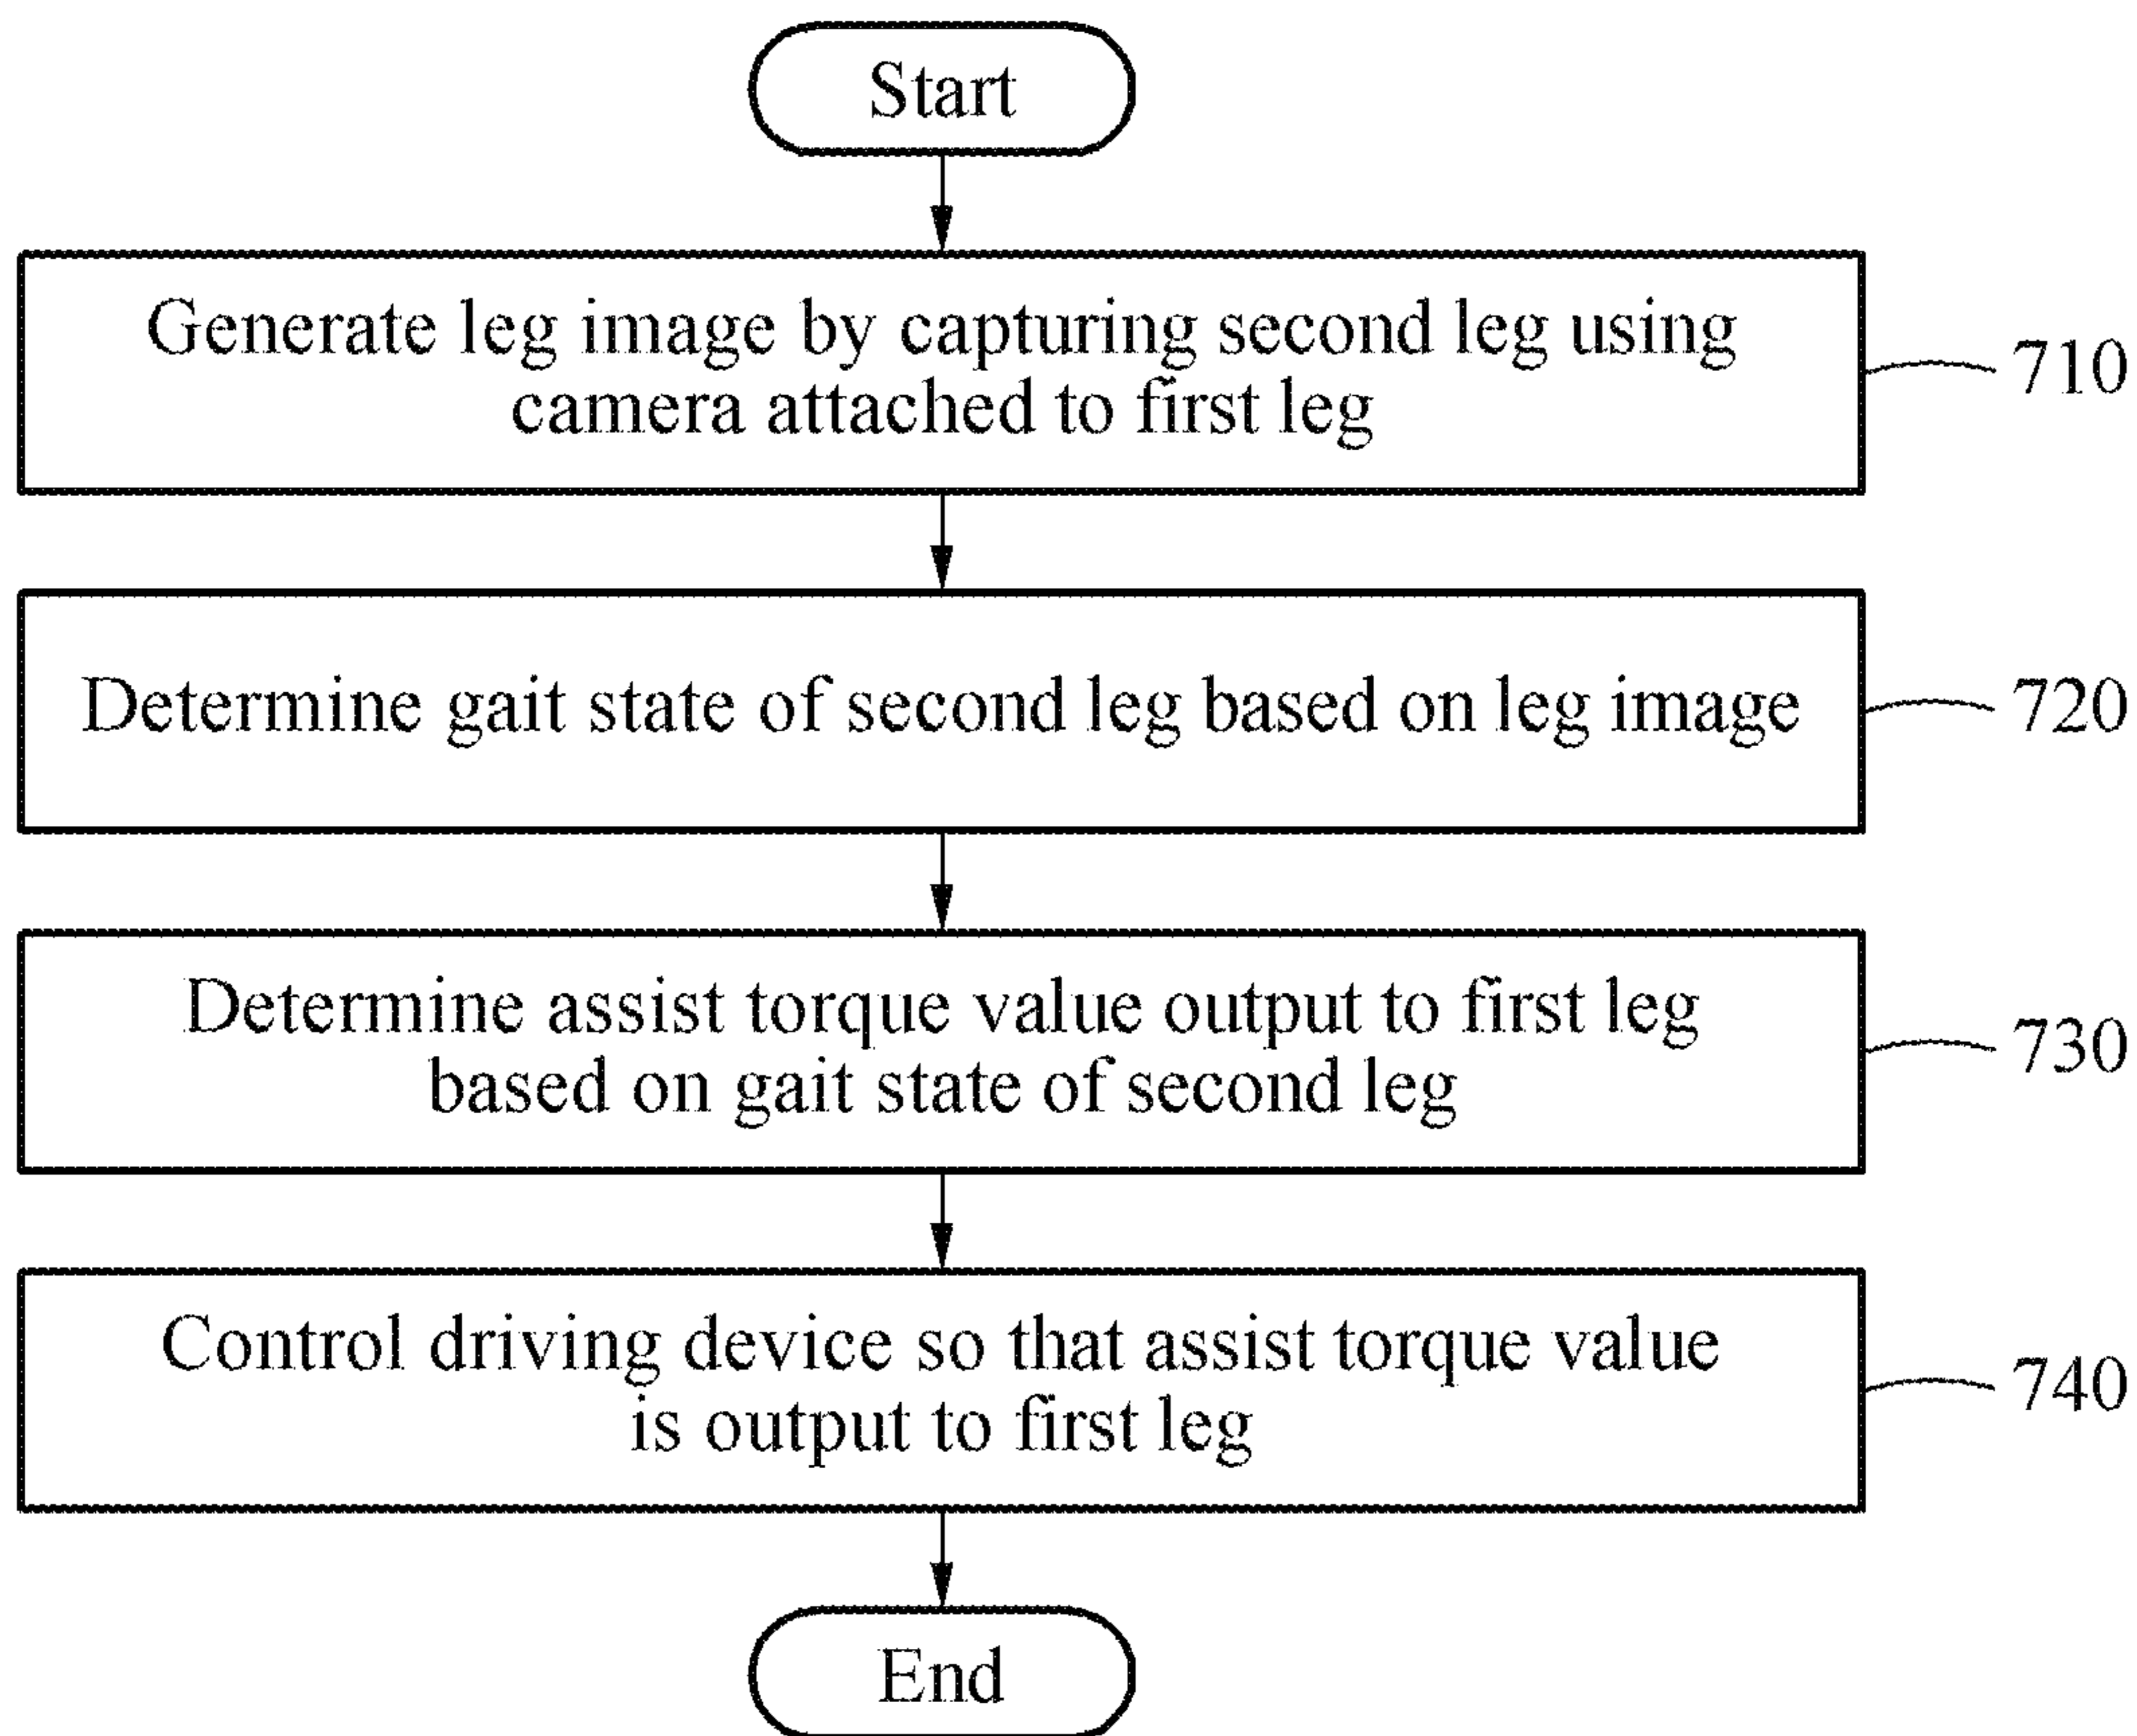 Start
Generate leg image by capturing second leg using
camera attached to first leg
710
Determine gait state of second leg based on leg image
720
Determine assist torque value output to first leg
based on gait state of second leg
730
Control driving device so that assist torque value
is output to first leg
740
End